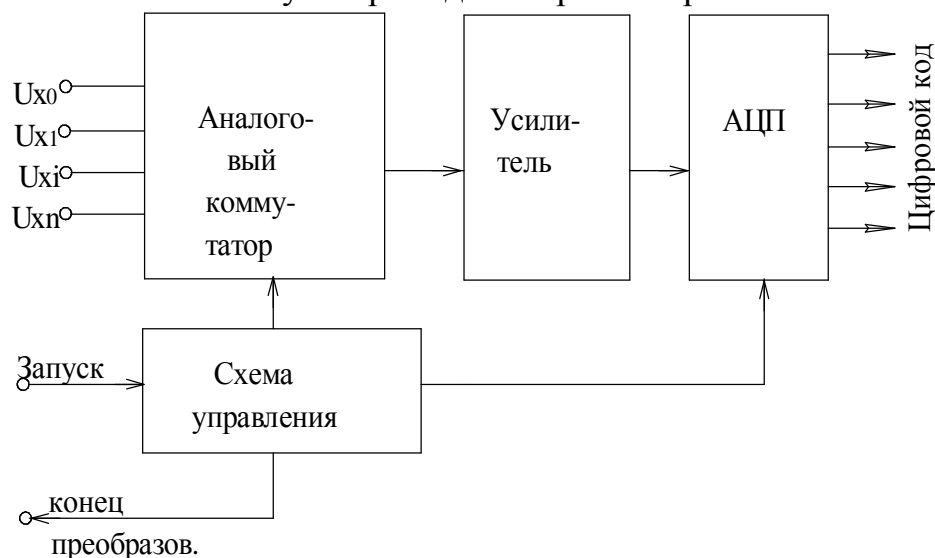 Ux0
Ux1
Uxi
Uxn
Аналого-
вый
комму-
татор
Усили-
тель
АЦП
Цифровой код
Запуск
Схема
управления
конец
преобразов.